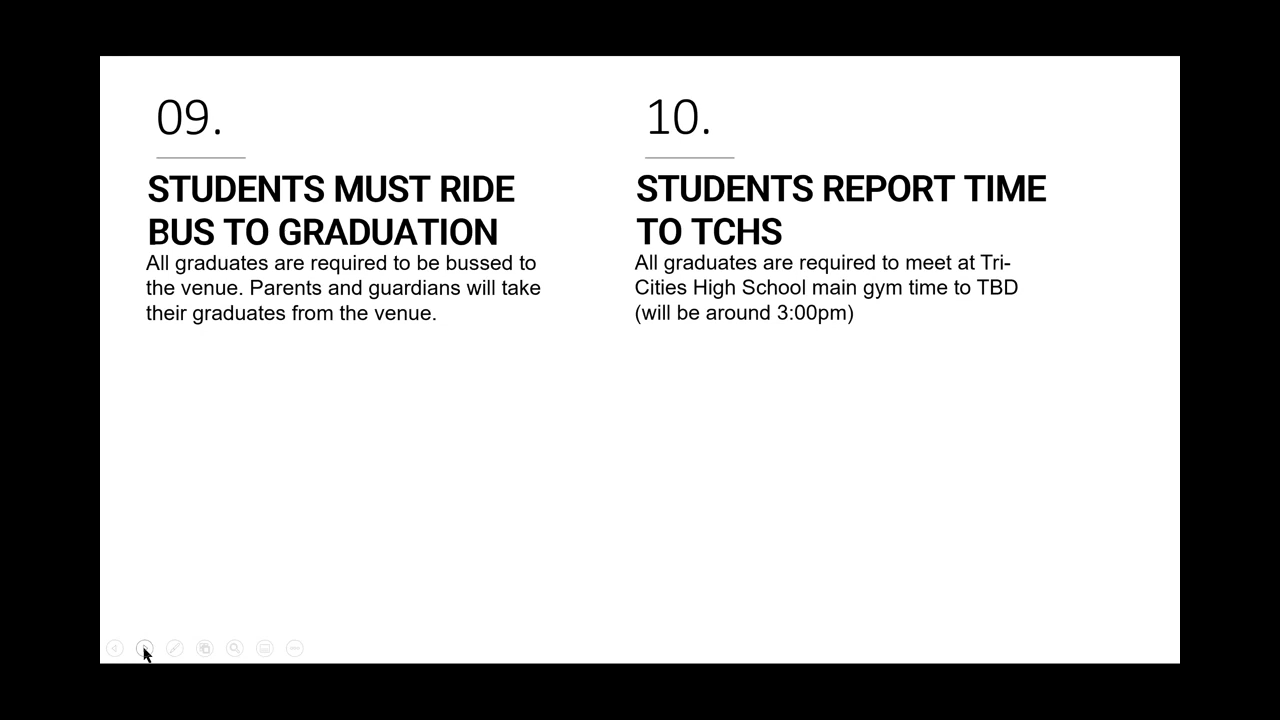 09.
STUDENTS MUST RIDE
BUS TO GRADUATION
All graduates are required to be bussed to
the venue. Parents and guardians will take
their graduates from the venue.
10.
STUDENTS REPORT TIME
TO TCHS
All graduates are required to meet at Tri-
Cities High School main gym time to TBD
(will be around 3:00pm)